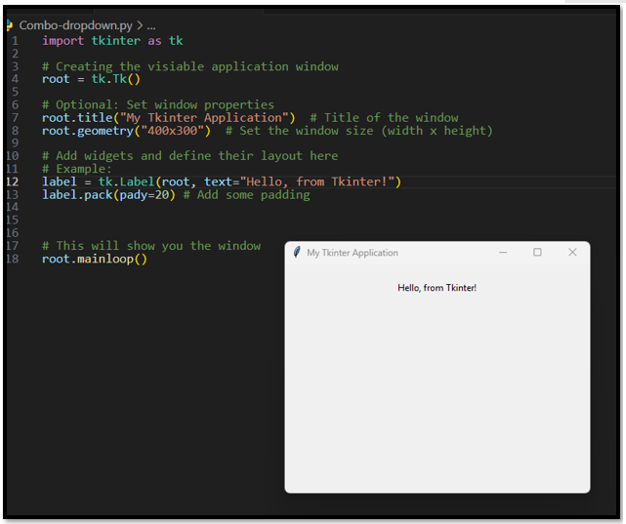 Combo-dropdown.py > ...
1 import tkinter as tk
2
3 # Creating the visiable application window
4 root = tk.Tk()
5
6 # Optional: Set window properties
7 root.title("My Tkinter Application")  # Title of the window
8 root.geometry("400x300")  # Set the window size (width x height)
9
10 # Add widgets and define their layout here
11 # Example:
12 label = tk.Label(root, text="Hello, from Tkinter!")
13 label.pack(pady=20) # Add some padding
14
15
16
17 # This will show you the window
18 root.mainloop()
My Tkinter Application
Hello, from Tkinter!